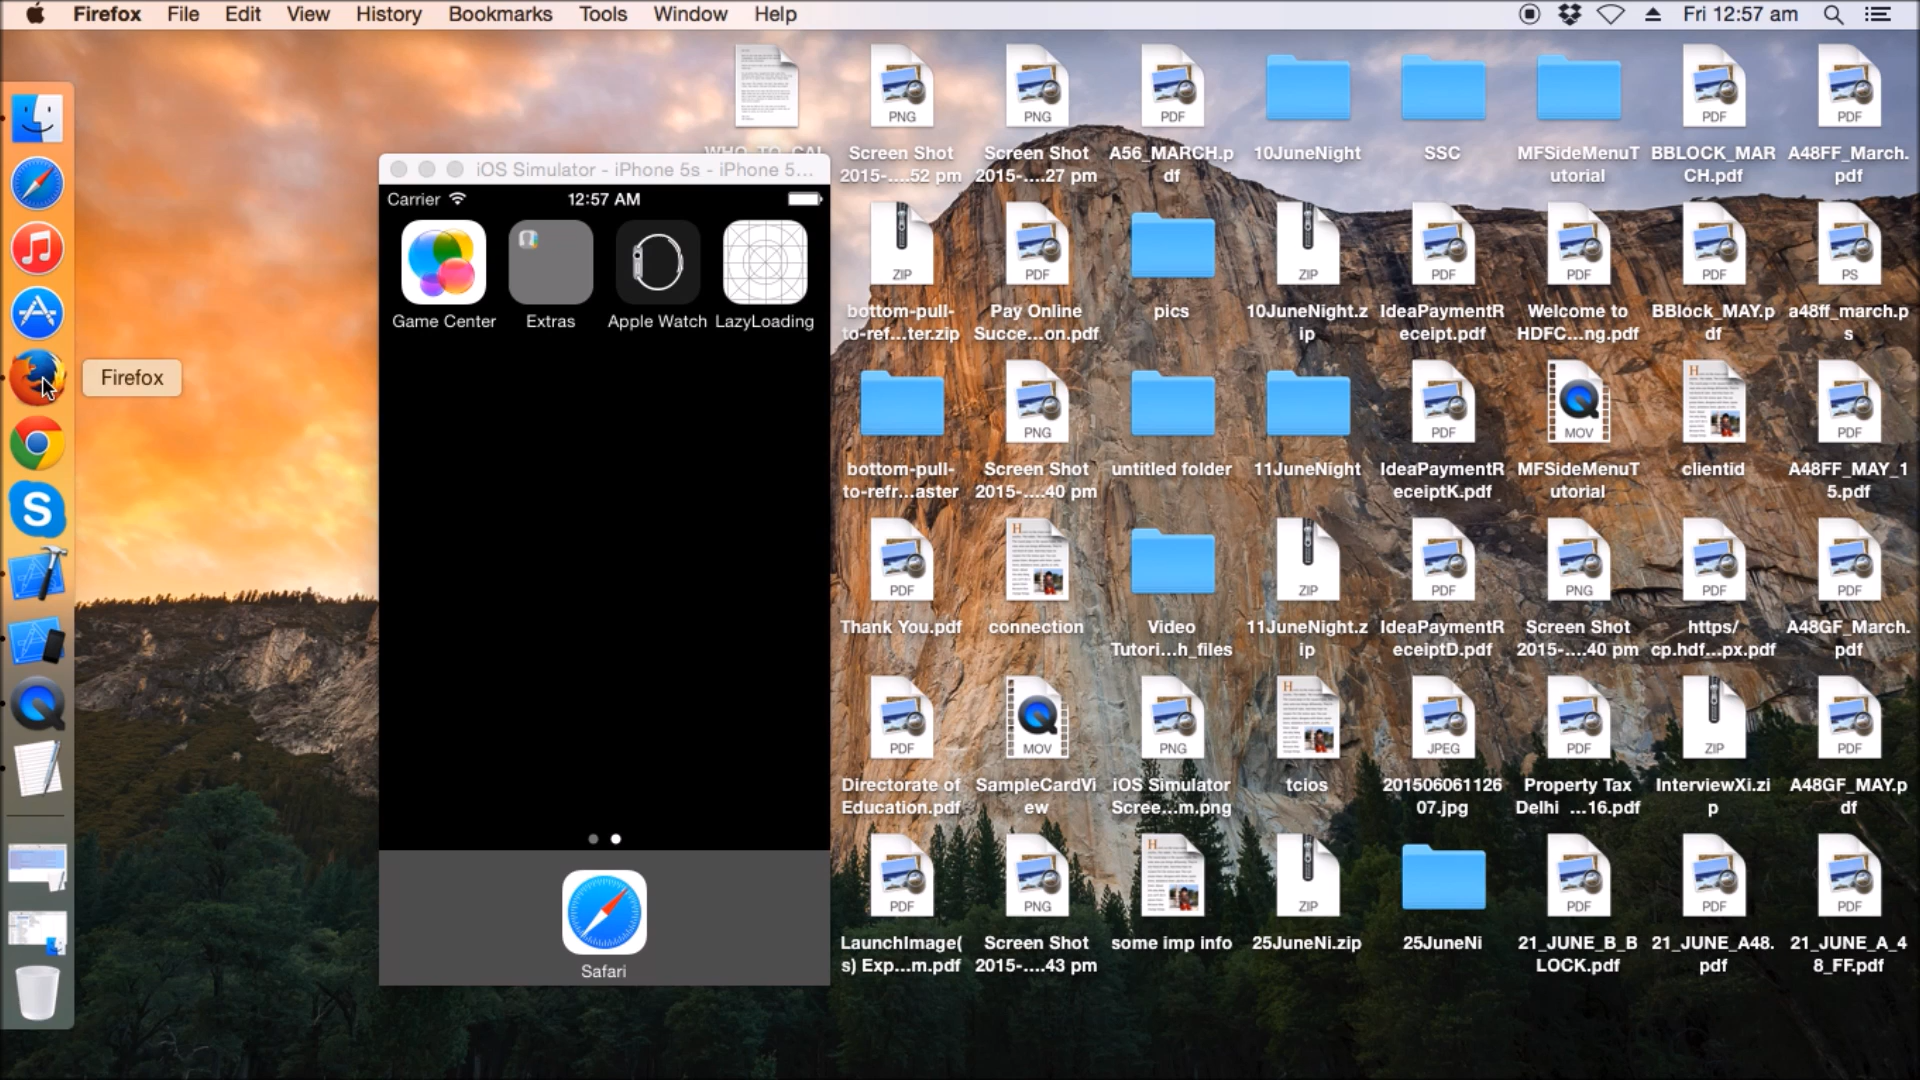 Firefox File Edit View History Bookmarks Tools Window Help Fri 12:57 am
Firefox
iOS Simulator - iPhone 5s - iPhone 5...
Carrier 12:57 AM
Game Center Extras Apple Watch LazyLoading
Safari
PNG PNG PDF PDF PDF
Screen Shot Screen Shot A56_MARCH.p 10JuneNight SSC MFSideMenuT BBLOCK_MAR A48FF_March.
2015-....52 pm 2015-....27 pm df utorial CH.pdf pdf
ZIP PDF ZIP PDF PDF PDF PS
bottom-pull- Pay Online pics 10JuneNight.z IdeaPaymentR Welcome to BBlock_MAY.p a48ff_march.p
to-ref...ter.zip Succe...on.pdf ip eceipt.pdf HDFC...ng.pdf df s
PNG PDF MOV PDF
bottom-pull- Screen Shot untitled folder 11JuneNight IdeaPaymentR MFSideMenuT clientid A48FF_MAY_1
to-refr...aster 2015-....40 pm eceiptK.pdf utorial 5.pdf
PDF ZIP PDF PNG PDF PDF
Thank You.pdf connection Video 11JuneNight.z IdeaPaymentR Screen Shot https/ A48GF_March.
Tutori...h_files ip eceiptD.pdf 2015-....40 pm cp.hdf...px.pdf pdf
PDF MOV PNG JPEG PDF ZIP PDF
Directorate of SampleCardVi iOS Simulator tcios 201506061126 Property Tax InterviewXi.zi A48GF_MAY.p
Education.pdf ew Scree...m.png 07.jpg Delhi ...16.pdf p df
PDF PNG ZIP PDF PDF PDF
LaunchImage( Screen Shot some imp info 25JuneNi.zip 25JuneNi 21_JUNE_B_B 21_JUNE_A48. 21_JUNE_A_4
s) Exp...m.pdf 2015-....43 pm LOCK.pdf pdf 8_FF.pdf